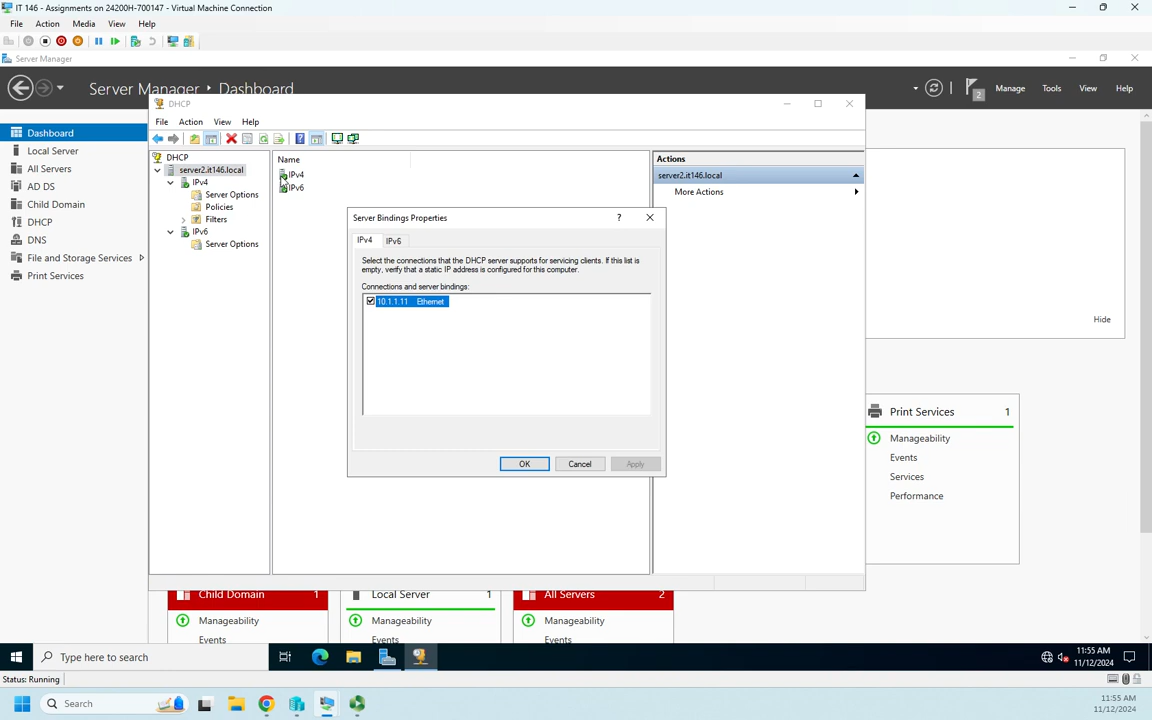 IT 146 - Assignments on 24200H-700147 - Virtual Machine Connection
File Action Media View Help
Server Manager
Server Manager • Dashboard
2
Manage Tools View Help
DHCP
File Action View Help
Dashboard
Local Server
All Servers
AD DS
Child Domain
DHCP
DNS
File and Storage Services
Print Services
DHCP
server2.it146.local
IPv4
Server Options
Policies
Filters
IPv6
Server Options
Name
IPv4
IPv6
Actions
server2.it146.local
More Actions
Server Bindings Properties
IPv4 IPv6
Select the connections that the DHCP server supports for servicing clients. If this list is
empty, verify that a static IP address is configured for this computer.
Connections and server bindings:
10.1.1.11 Ethernet
OK Cancel Apply
Hide
Print Services 1
Manageability
Events
Services
Performance
Child Domain 1
Manageability
Events
Local Server 1
Manageability
Events
All Servers 2
Manageability
Events
Type here to search
11:55 AM
11/12/2024
Status: Running
Search
11:55 AM
11/12/2024